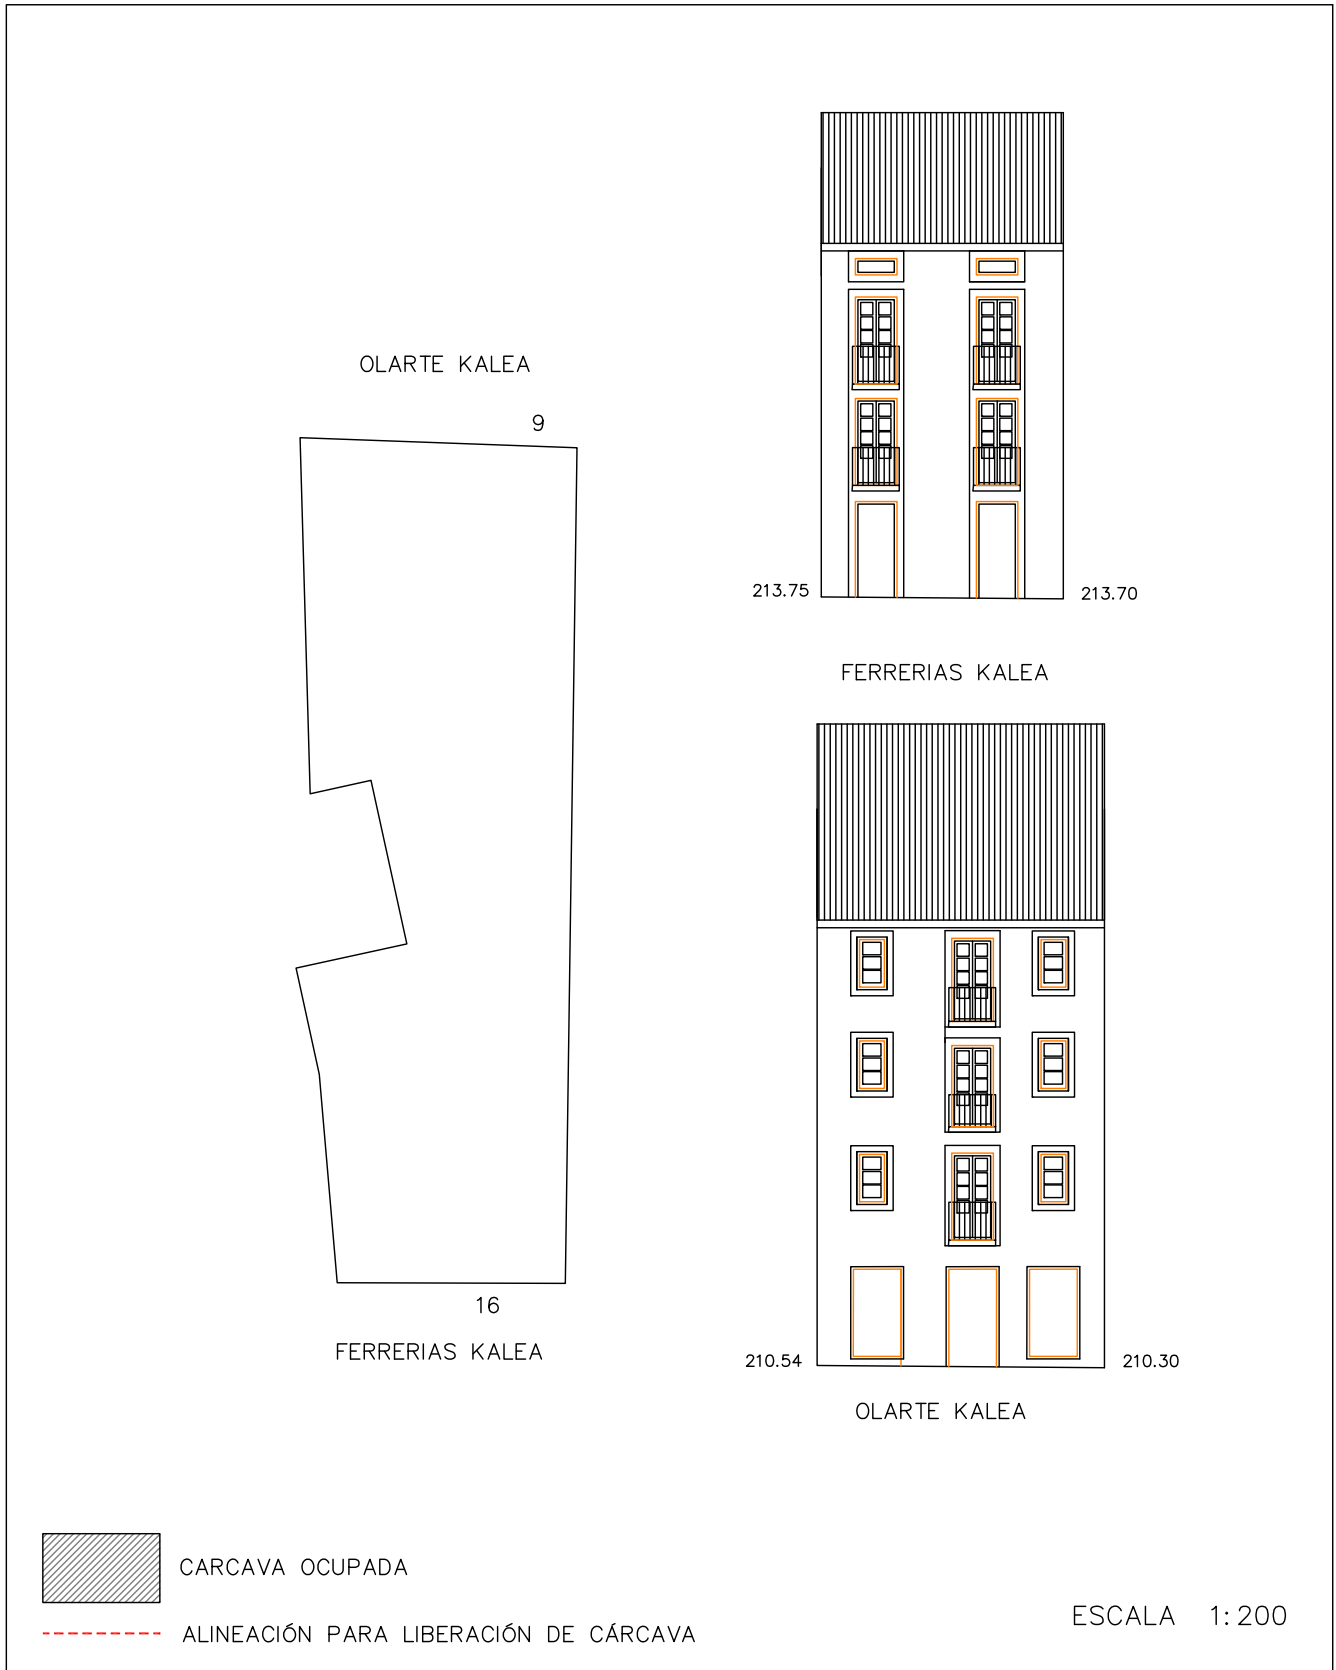 OLARTE KALEA
9
16
FERRERIAS KALEA
213.75
213.70
FERRERIAS KALEA
210.54
210.30
OLARTE KALEA
CARCAVA OCUPADA
ALINEACIÓN PARA LIBERACIÓN DE CÁRCAVA
ESCALA 1:200